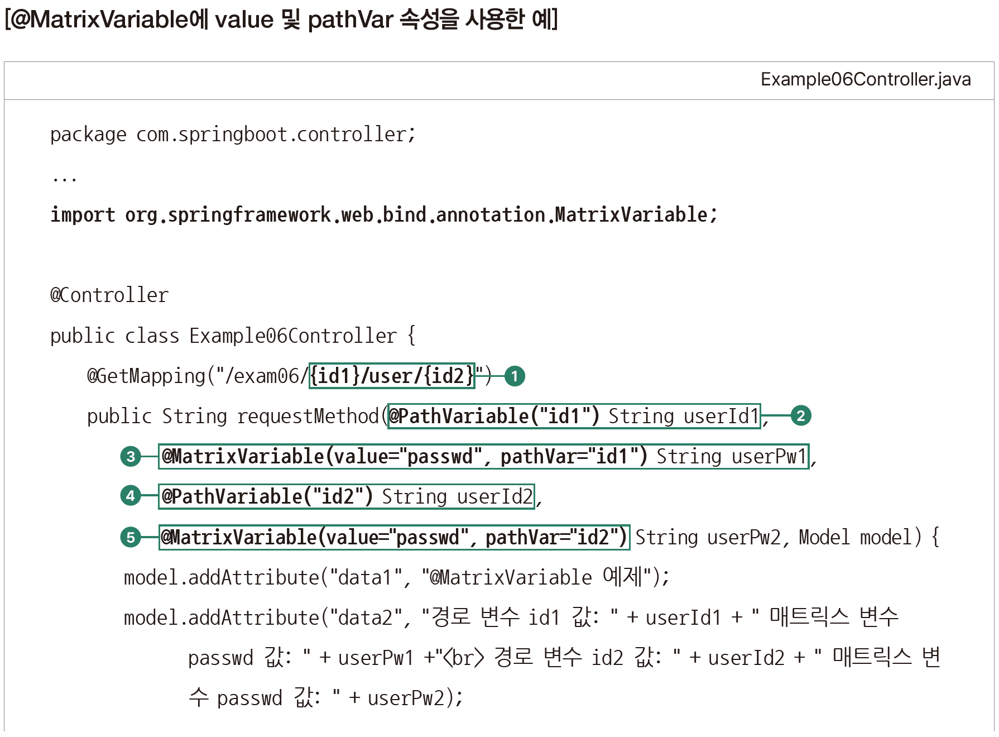 [@MatrixVariable에 value 및 pathVar 속성을 사용한 예]
Example06Controller.java
package com.springboot.controller;
...
import org.springframework.web.bind.annotation.MatrixVariable;
@Controller
public class Example06Controller {
@GetMapping("/exam06/{id1}/user/{id2}") 1
public String requestMethod(@PathVariable("id1") String userId1, 2
3 @MatrixVariable(value="passwd", pathVar="id1") String userPw1,
4 @PathVariable("id2") String userId2,
5 @MatrixVariable(value="passwd", pathVar="id2") String userPw2, Model model) {
model.addAttribute("data1", "@MatrixVariable 예제");
model.addAttribute("data2", "경로 변수 id1 값: " + userId1 + " 매트릭스 변수
passwd 값: " + userPw1 +"<br> 경로 변수 id2 값: " + userId2 + " 매트릭스 변
수 passwd 값: " + userPw2);